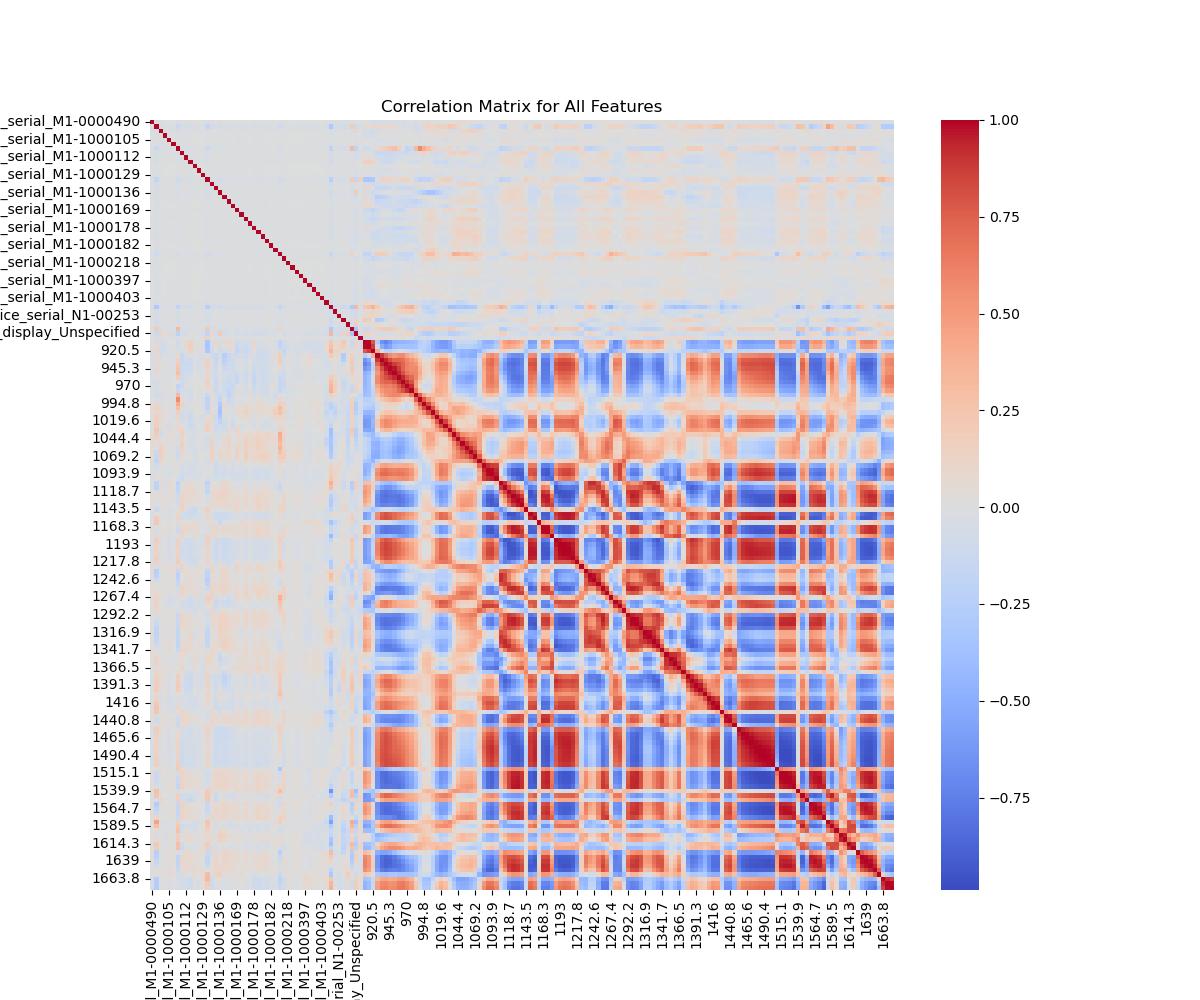 Correlation Matrix for All Features
_serial_M1-0000490
_serial_M1-1000105
_serial_M1-1000112
_serial_M1-1000129
_serial_M1-1000136
_serial_M1-1000169
_serial_M1-1000178
_serial_M1-1000182
_serial_M1-1000218
_serial_M1-1000397
_serial_M1-1000403
ice_serial_N1-00253
_display_Unspecified
920.5
945.3
970
994.8
1019.6
1044.4
1069.2
1093.9
1118.7
1143.5
1168.3
1193
1217.8
1242.6
1267.4
1292.2
1316.9
1341.7
1366.5
1391.3
1416
1440.8
1465.6
1490.4
1515.1
1539.9
1564.7
1589.5
1614.3
1639
1663.8
l_M1-0000490
l_M1-1000105
l_M1-1000112
l_M1-1000129
l_M1-1000136
l_M1-1000169
l_M1-1000178
l_M1-1000182
l_M1-1000218
l_M1-1000397
l_M1-1000403
rial_N1-00253
y_Unspecified
920.5
945.3
970
994.8
1019.6
1044.4
1069.2
1093.9
1118.7
1143.5
1168.3
1193
1217.8
1242.6
1267.4
1292.2
1316.9
1341.7
1366.5
1391.3
1416
1440.8
1465.6
1490.4
1515.1
1539.9
1564.7
1589.5
1614.3
1639
1663.8
1.00
0.75
0.50
0.25
0.00
−0.25
−0.50
−0.75